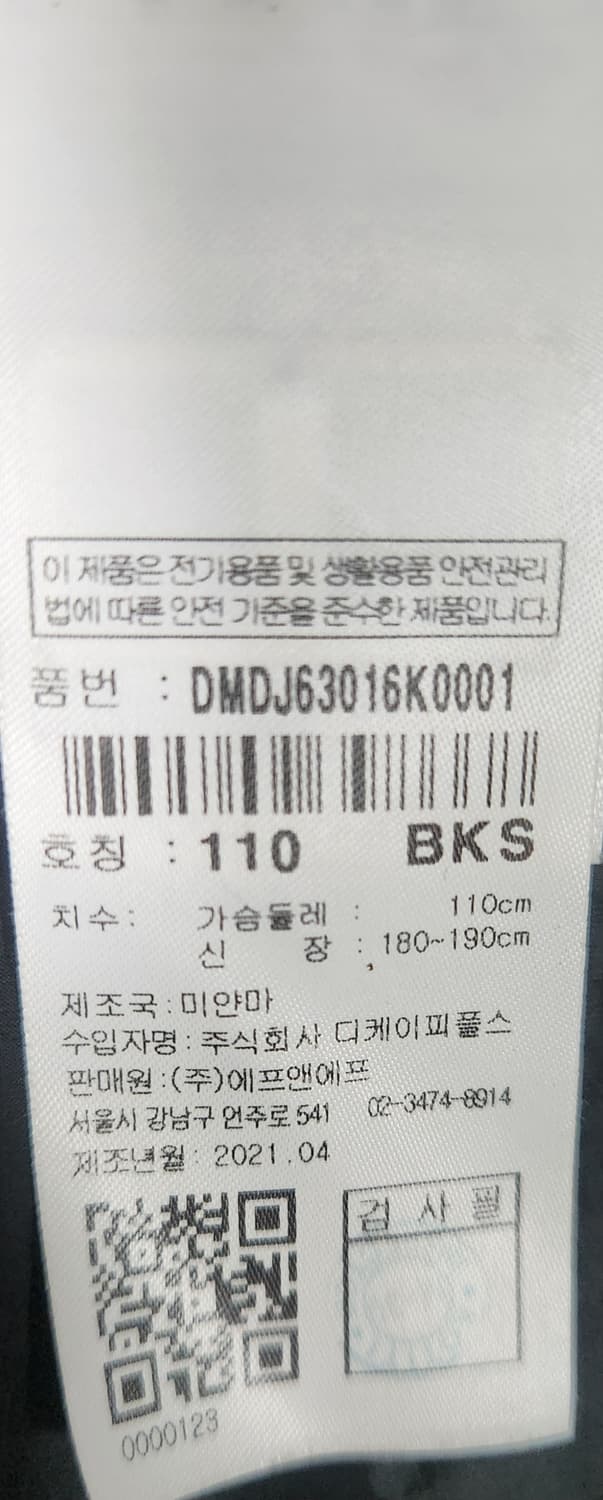 이 제품은 전기용품 및 생활용품 안전관리
법에 따른 안전 기준을 준수한 제품입니다.
품번 : DMDJ63016K0001
호칭 : 110 BKS
치수: 가슴둘레 : 110cm
신 장 : 180~190cm
제조국:미얀마
수입자명:주식회사 디케이피플스
판매원:(주)에프앤에프
서울시 강남구 언주로 541 02-3474-8914
제조년월: 2021.04
검 사 필
0000123